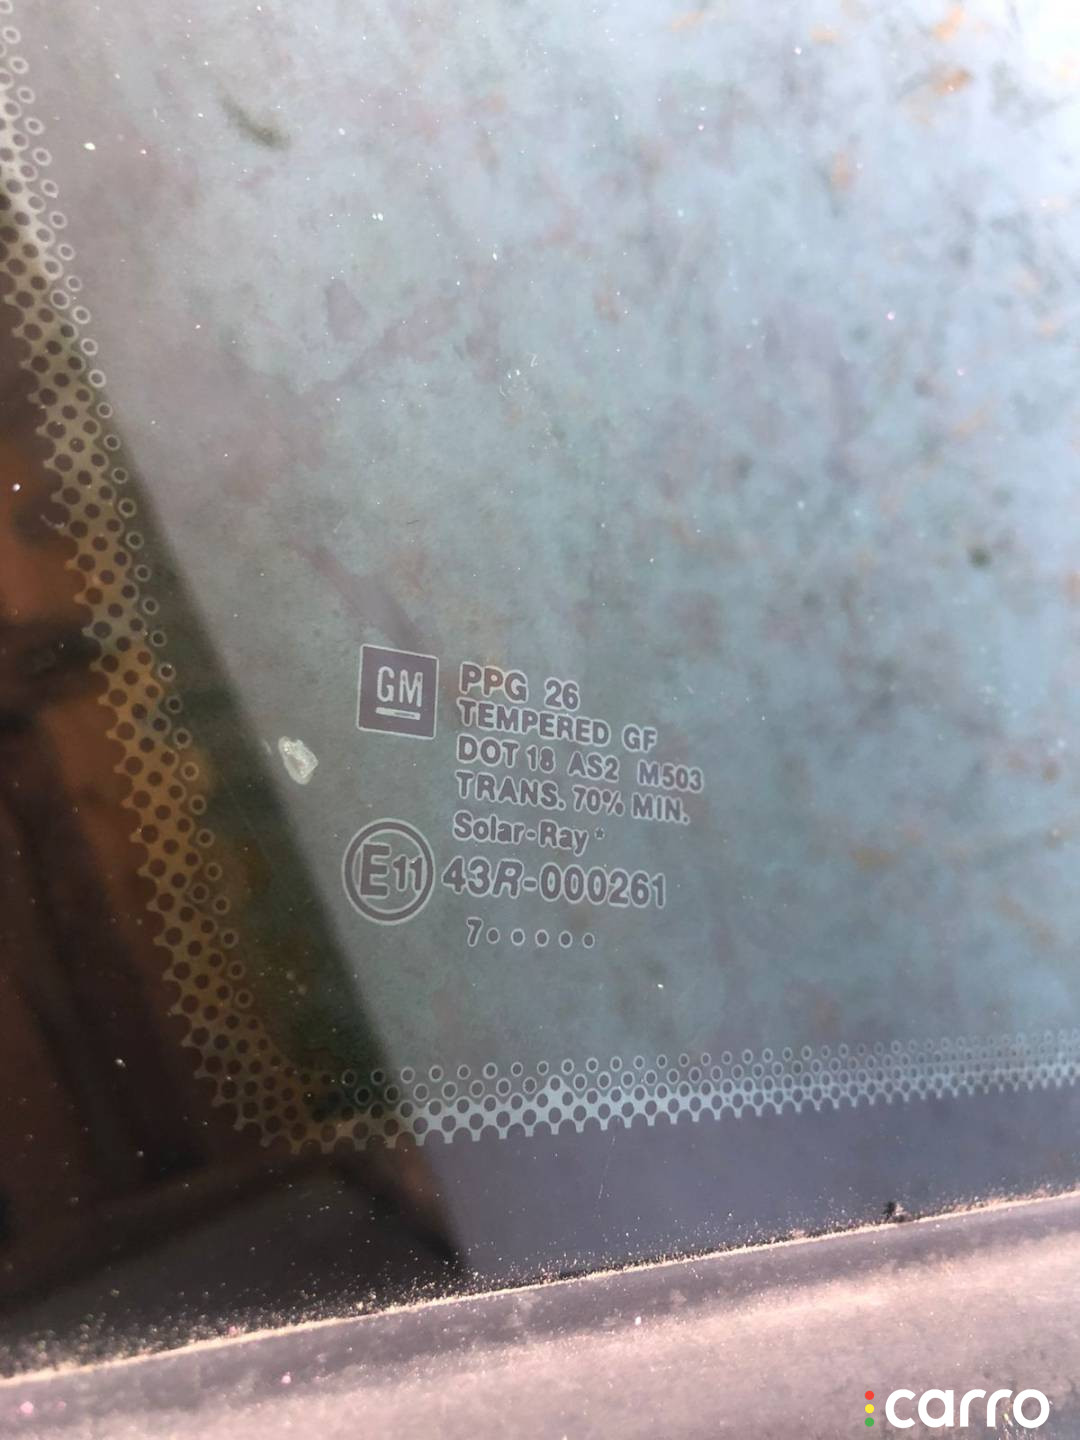 GM
PPG 26
TEMPERED GF
DOT 18 AS2 M503
TRANS. 70% MIN.
Solar-Ray*
E11 43R-000261
7•••••
carro